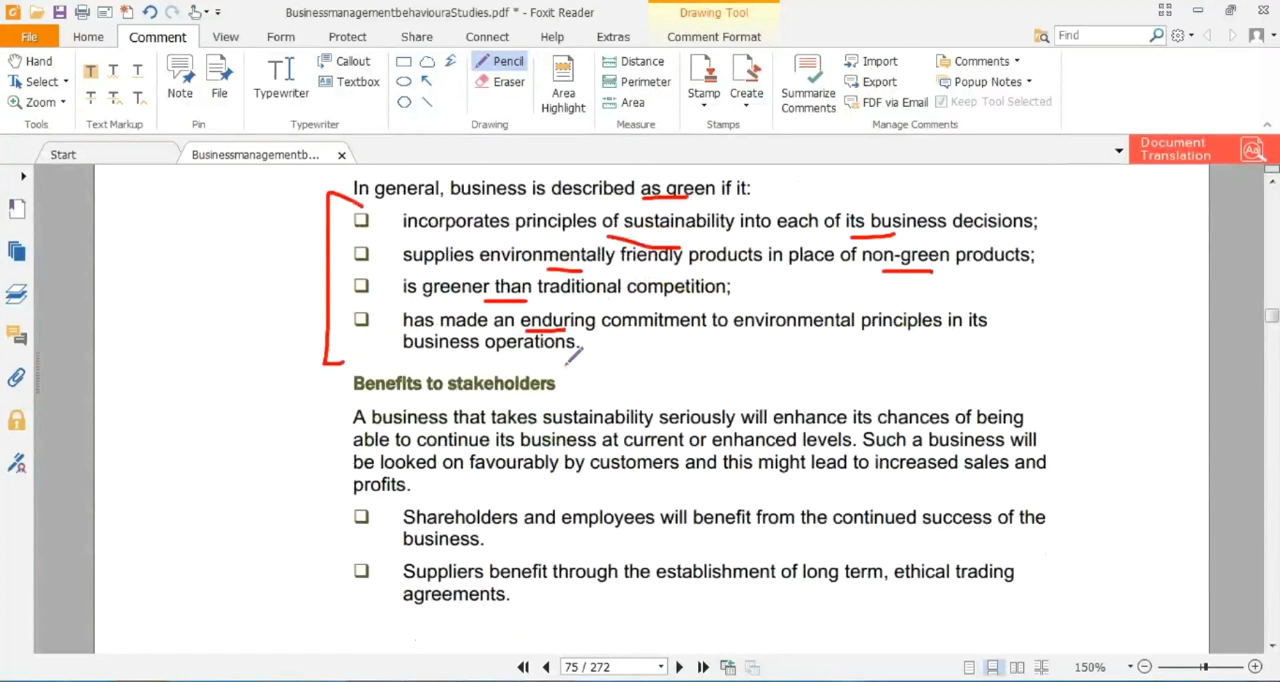 BusinessmanagementbehaviouraStudies.pdf * - Foxit Reader
Drawing Tool
File Home Comment View Form Protect Share Connect Help Extras Comment Format Find
Hand
Select
Zoom
Tools
Text Markup
Note
File
Pin
Typewriter
Callout
Textbox
Typewriter
Pencil
Eraser
Drawing
Area
Highlight
Distance
Perimeter
Area
Measure
Stamp
Create
Stamps
Summarize
Comments
Import
Export
FDF via Email
Comments
Popup Notes
Keep Tool Selected
Manage Comments
Start
Businessmanagementb...
Document
Translation
In general, business is described as green if it:
incorporates principles of sustainability into each of its business decisions;
supplies environmentally friendly products in place of non-green products;
is greener than traditional competition;
has made an enduring commitment to environmental principles in its
business operations.
Benefits to stakeholders
A business that takes sustainability seriously will enhance its chances of being
able to continue its business at current or enhanced levels. Such a business will
be looked on favourably by customers and this might lead to increased sales and
profits.
Shareholders and employees will benefit from the continued success of the
business.
Suppliers benefit through the establishment of long term, ethical trading
agreements.
75 / 272
150%